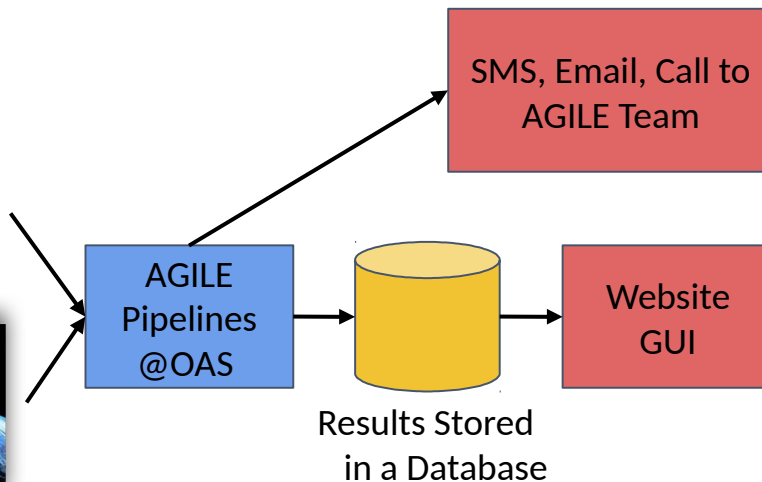 SMS, Email, Call to
AGILE Team
AGILE
Pipelines
@OAS
Website
GUI
Results Stored
in a Database